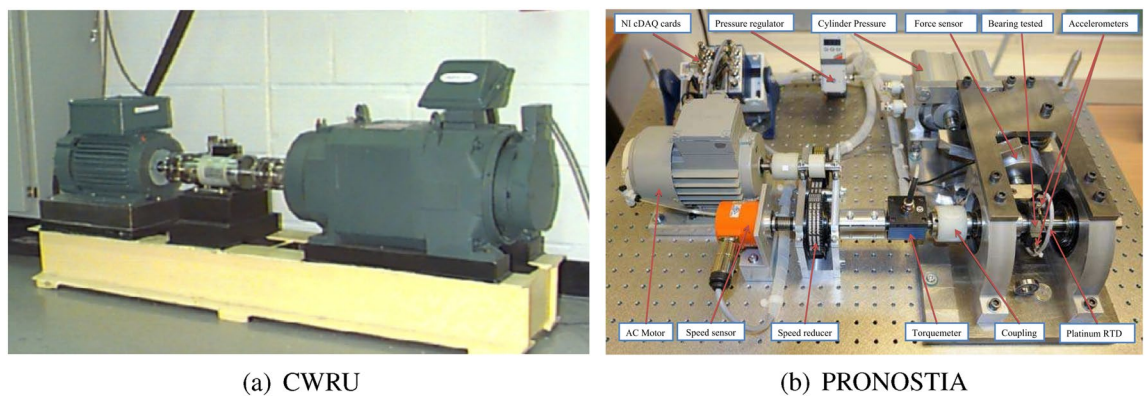 NI cDAQ cards
Pressure regulator
Cylinder Pressure
Force sensor
Bearing tested
Accelerometers
AC Motor
Speed sensor
Speed reducer
Torquemeter
Coupling
Platinum RTD
(a) CWRU
(b) PRONOSTIA